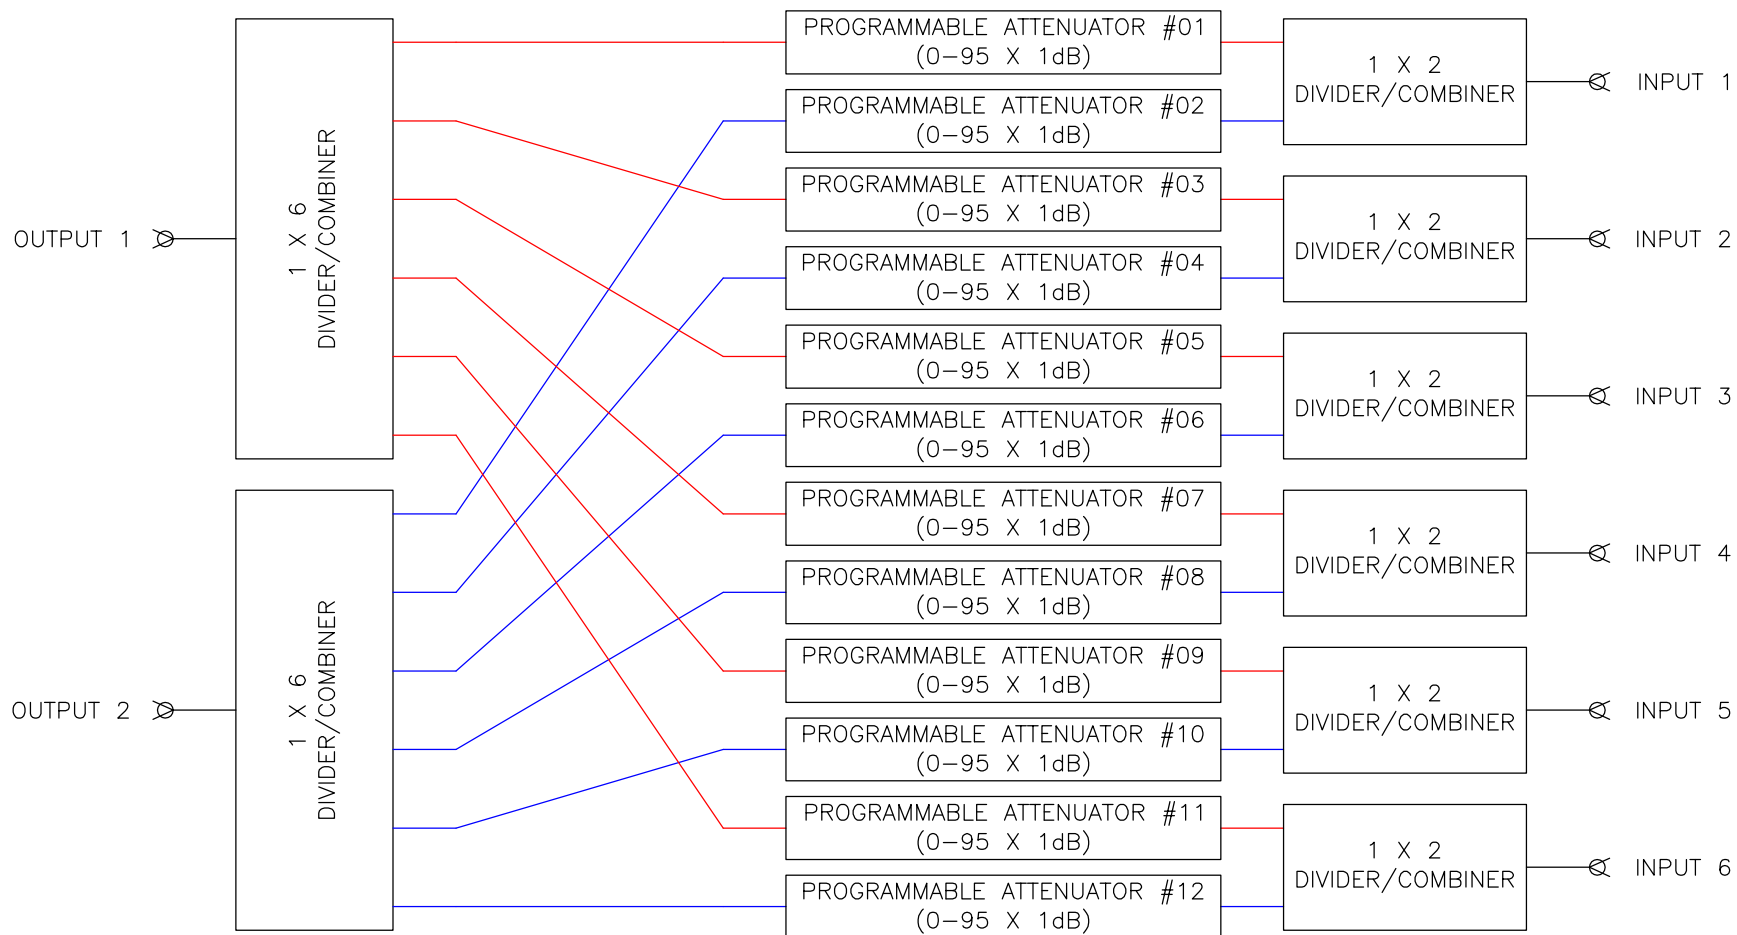 OUTPUT 1
1 X 6
DIVIDER/COMBINER
OUTPUT 2
1 X 6
DIVIDER/COMBINER
PROGRAMMABLE ATTENUATOR #01
(0-95 X 1dB)
PROGRAMMABLE ATTENUATOR #02
(0-95 X 1dB)
PROGRAMMABLE ATTENUATOR #03
(0-95 X 1dB)
PROGRAMMABLE ATTENUATOR #04
(0-95 X 1dB)
PROGRAMMABLE ATTENUATOR #05
(0-95 X 1dB)
PROGRAMMABLE ATTENUATOR #06
(0-95 X 1dB)
PROGRAMMABLE ATTENUATOR #07
(0-95 X 1dB)
PROGRAMMABLE ATTENUATOR #08
(0-95 X 1dB)
PROGRAMMABLE ATTENUATOR #09
(0-95 X 1dB)
PROGRAMMABLE ATTENUATOR #10
(0-95 X 1dB)
PROGRAMMABLE ATTENUATOR #11
(0-95 X 1dB)
PROGRAMMABLE ATTENUATOR #12
(0-95 X 1dB)
1 X 2
DIVIDER/COMBINER
INPUT 1
1 X 2
DIVIDER/COMBINER
INPUT 2
1 X 2
DIVIDER/COMBINER
INPUT 3
1 X 2
DIVIDER/COMBINER
INPUT 4
1 X 2
DIVIDER/COMBINER
INPUT 5
1 X 2
DIVIDER/COMBINER
INPUT 6